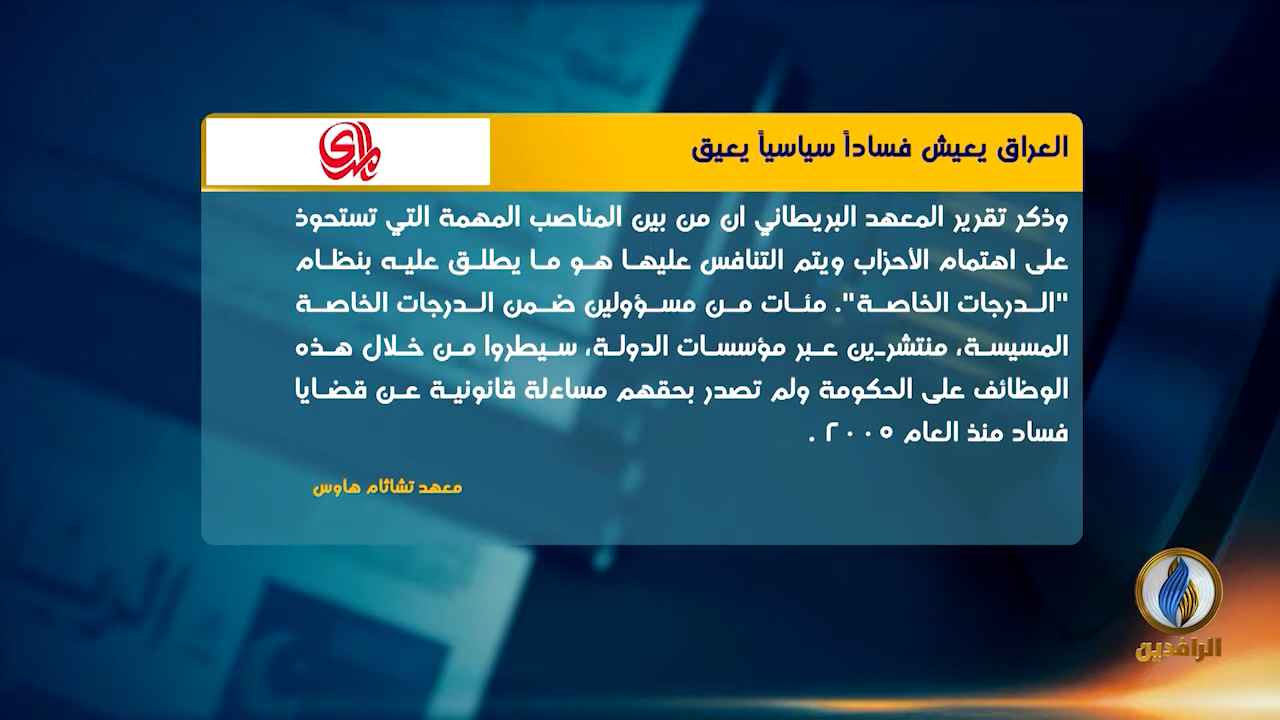 العراق يعيش فساداً سياسياً يعيق
المدى
وذكر تقرير المعهد البريطاني ان من بين المناصب المهمة التي تستحوذ
على اهتمام الأحزاب ويتم التنافس عليها هو ما يطلق عليه بنظام
"الدرجات الخاصة". مئات من مسؤولين ضمن الدرجات الخاصة
المسيسة، منتشرين عبر مؤسسات الدولة، سيطروا من خلال هذه
الوظائف على الحكومة ولم تصدر بحقهم مساءلة قانونية عن قضايا
فساد منذ العام ٢٠٠٥ .
معهد تشاثام هاوس
الرافدين